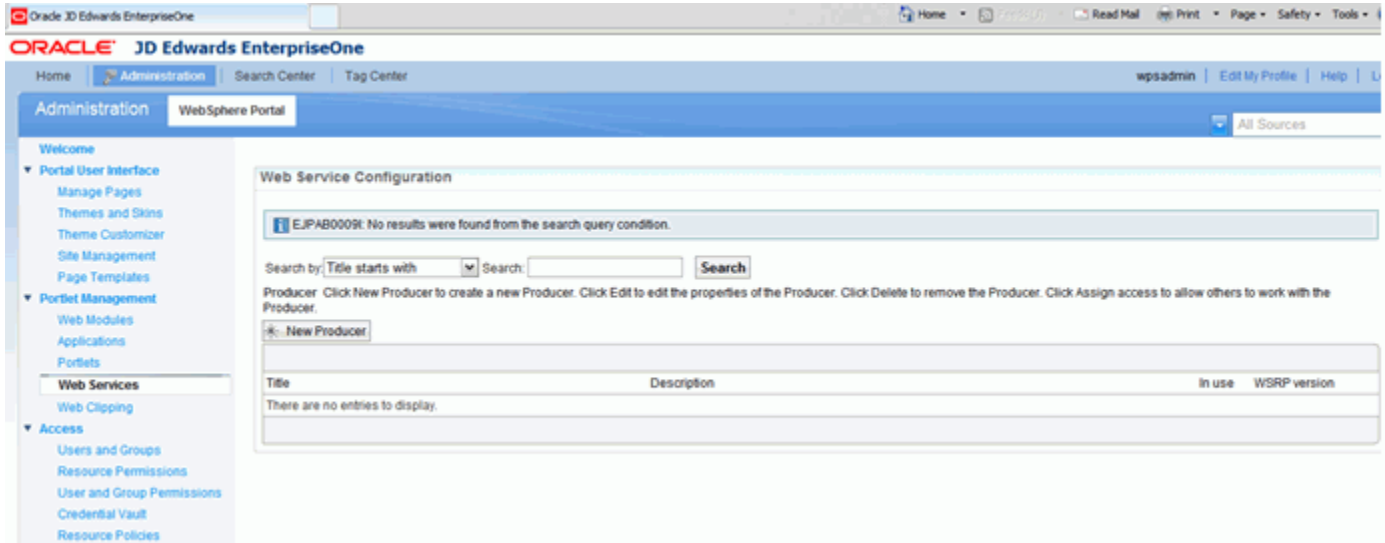 Oracle JD Edwards EnterpriseOne
Home Read Mail Print Page Safety Tools
ORACLE JD Edwards EnterpriseOne
Home Administration Search Center Tag Center wpsadmin Edit My Profile Help
Administration WebSphere Portal
All Sources
Welcome
Portal User Interface
Manage Pages
Themes and Skins
Theme Customizer
Site Management
Page Templates
Portlet Management
Web Modules
Applications
Portlets
Web Services
Web Clipping
Access
Users and Groups
Resource Permissions
User and Group Permissions
Credential Vault
Resource Policies
Web Service Configuration
EJPAB0009I: No results were found from the search query condition.
Search by: Title starts with Search: Search
Producer Click New Producer to create a new Producer. Click Edit to edit the properties of the Producer. Click Delete to remove the Producer. Click Assign access to allow others to work with the
Producer.
New Producer
Title Description In use WSRP version
There are no entries to display.